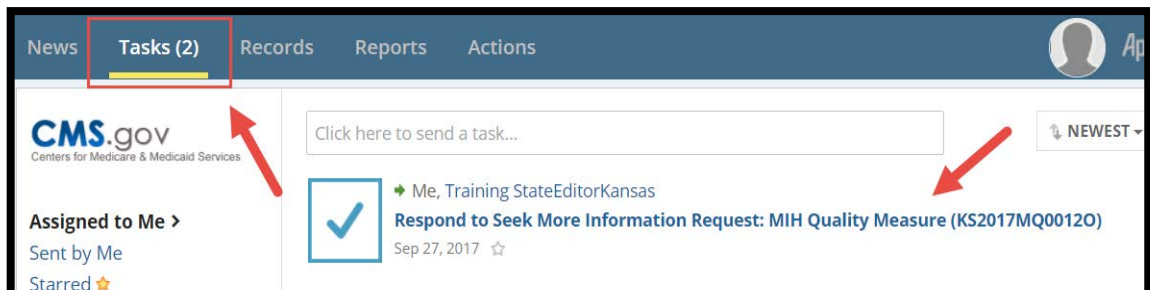 News Tasks (2) Records Reports Actions
CMS.gov
Centers for Medicare & Medicaid Services
Click here to send a task...
NEWEST
Me, Training StateEditorKansas
Respond to Seek More Information Request: MIH Quality Measure (KS2017MQ0012O)
Sep 27, 2017
Assigned to Me >
Sent by Me
Starred